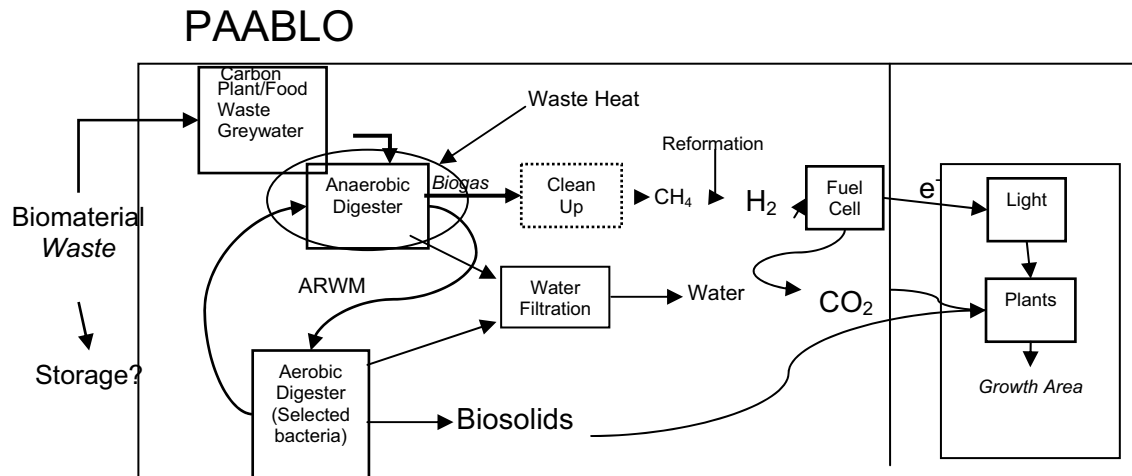 PAABLO
Carbon
Plant/Food
Waste
Greywater
Waste Heat
Reformation
Anaerobic
Digester
Biogas
Clean
Up
CH₄
H₂
Fuel
Cell
e⁻
Light
Biomaterial
Waste
ARWM
Water
Filtration
Water
CO₂
Plants
Storage?
Aerobic
Digester
(Selected
bacteria)
Biosolids
Growth Area